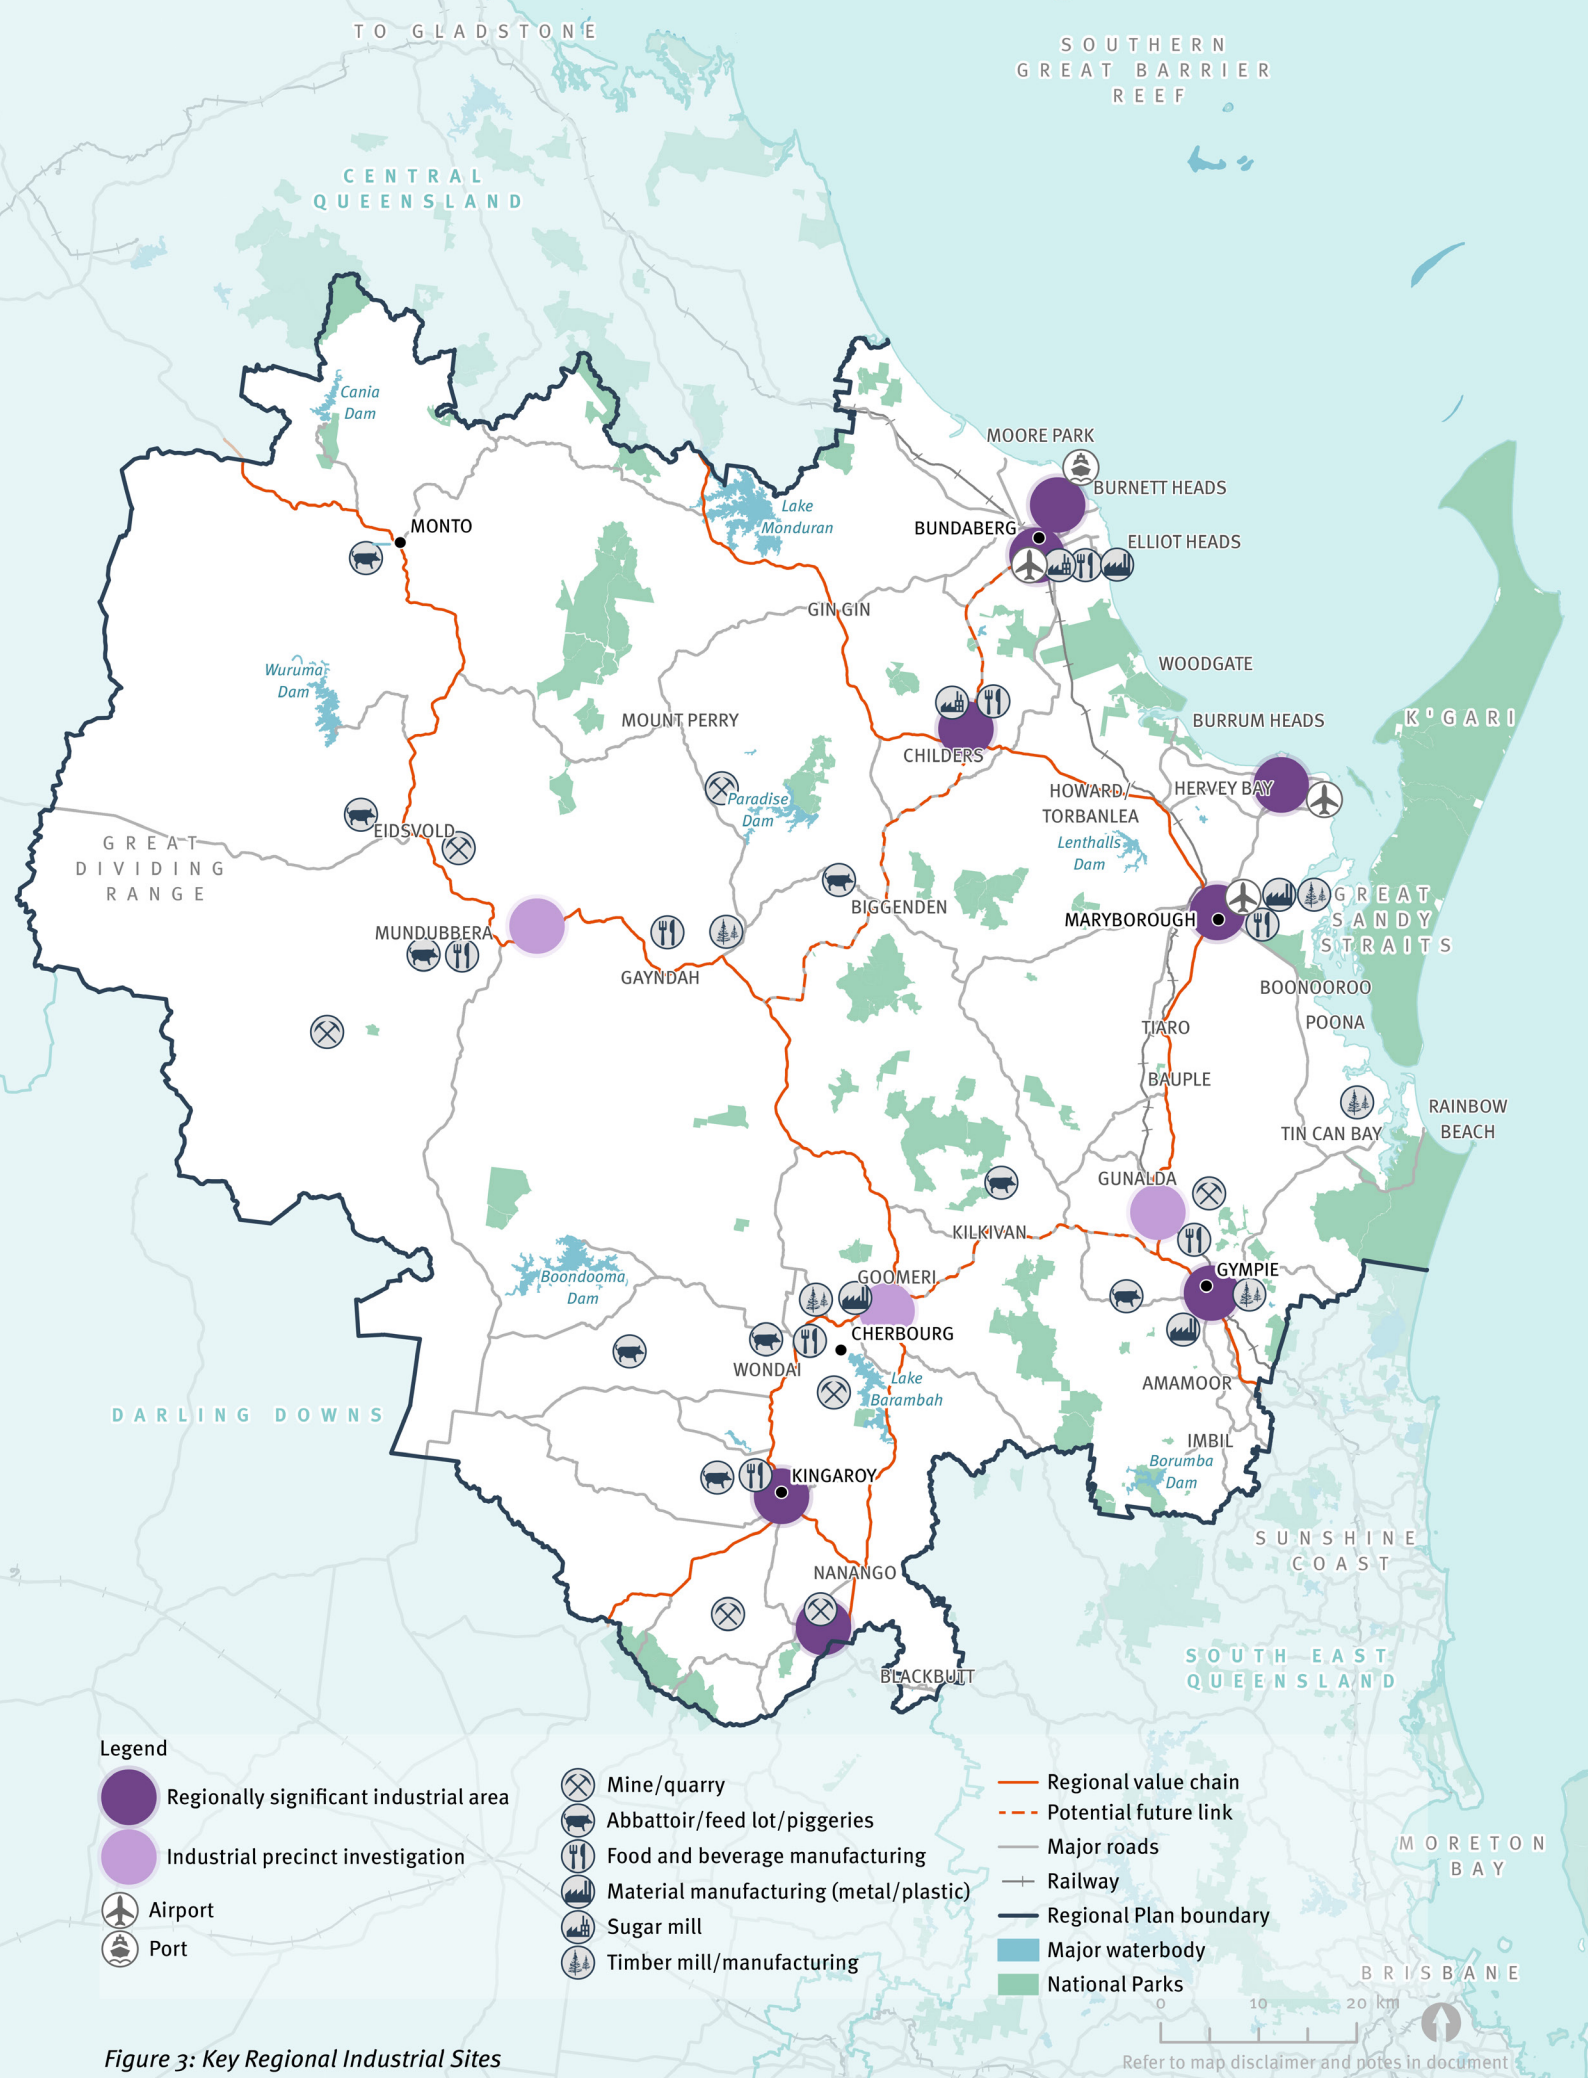 TO GLADSTONE
SOUTHERN
GREAT BARRIER
REEF
CENTRAL
QUEENSLAND
Cania
Dam
MOORE PARK
BURNETT HEADS
Lake
Monduran
MONTO
BUNDABERG
ELLIOT HEADS
GIN GIN
Wuruma
Dam
WOODGATE
MOUNT PERRY
BURRUM HEADS
K'GARI
CHILDERS
HOWARD/
TORBANLEA
HERVEY BAY
Paradise
Dam
EIDSVOLD
Lenthalls
Dam
GREAT
DIVIDING
RANGE
GREAT
SANDY
STRAITS
BIGGENDEN
MARYBOROUGH
MUNDUBBERA
GAYNDAH
BOONOOROO
POONA
TIARO
BAUPLE
RAINBOW
BEACH
TIN CAN BAY
GUNALDA
KILKIVAN
GYMPIE
Boondooma
Dam
GOOMERI
CHERBOURG
WONDAI
Lake
Barambah
AMAMOOR
DARLING DOWNS
IMBIL
Borumba
Dam
KINGAROY
SUNSHINE
COAST
NANANGO
SOUTH EAST
QUEENSLAND
BLACKBUTT
Legend
Regionally significant industrial area
Industrial precinct investigation
Airport
Port
Mine/quarry
Abbattoir/feed lot/piggeries
Food and beverage manufacturing
Material manufacturing (metal/plastic)
Sugar mill
Timber mill/manufacturing
Regional value chain
Potential future link
Major roads
Railway
Regional Plan boundary
Major waterbody
National Parks
MORETON
BAY
BRISBANE
0 10 20 km
Figure 3: Key Regional Industrial Sites
Refer to map disclaimer and notes in document